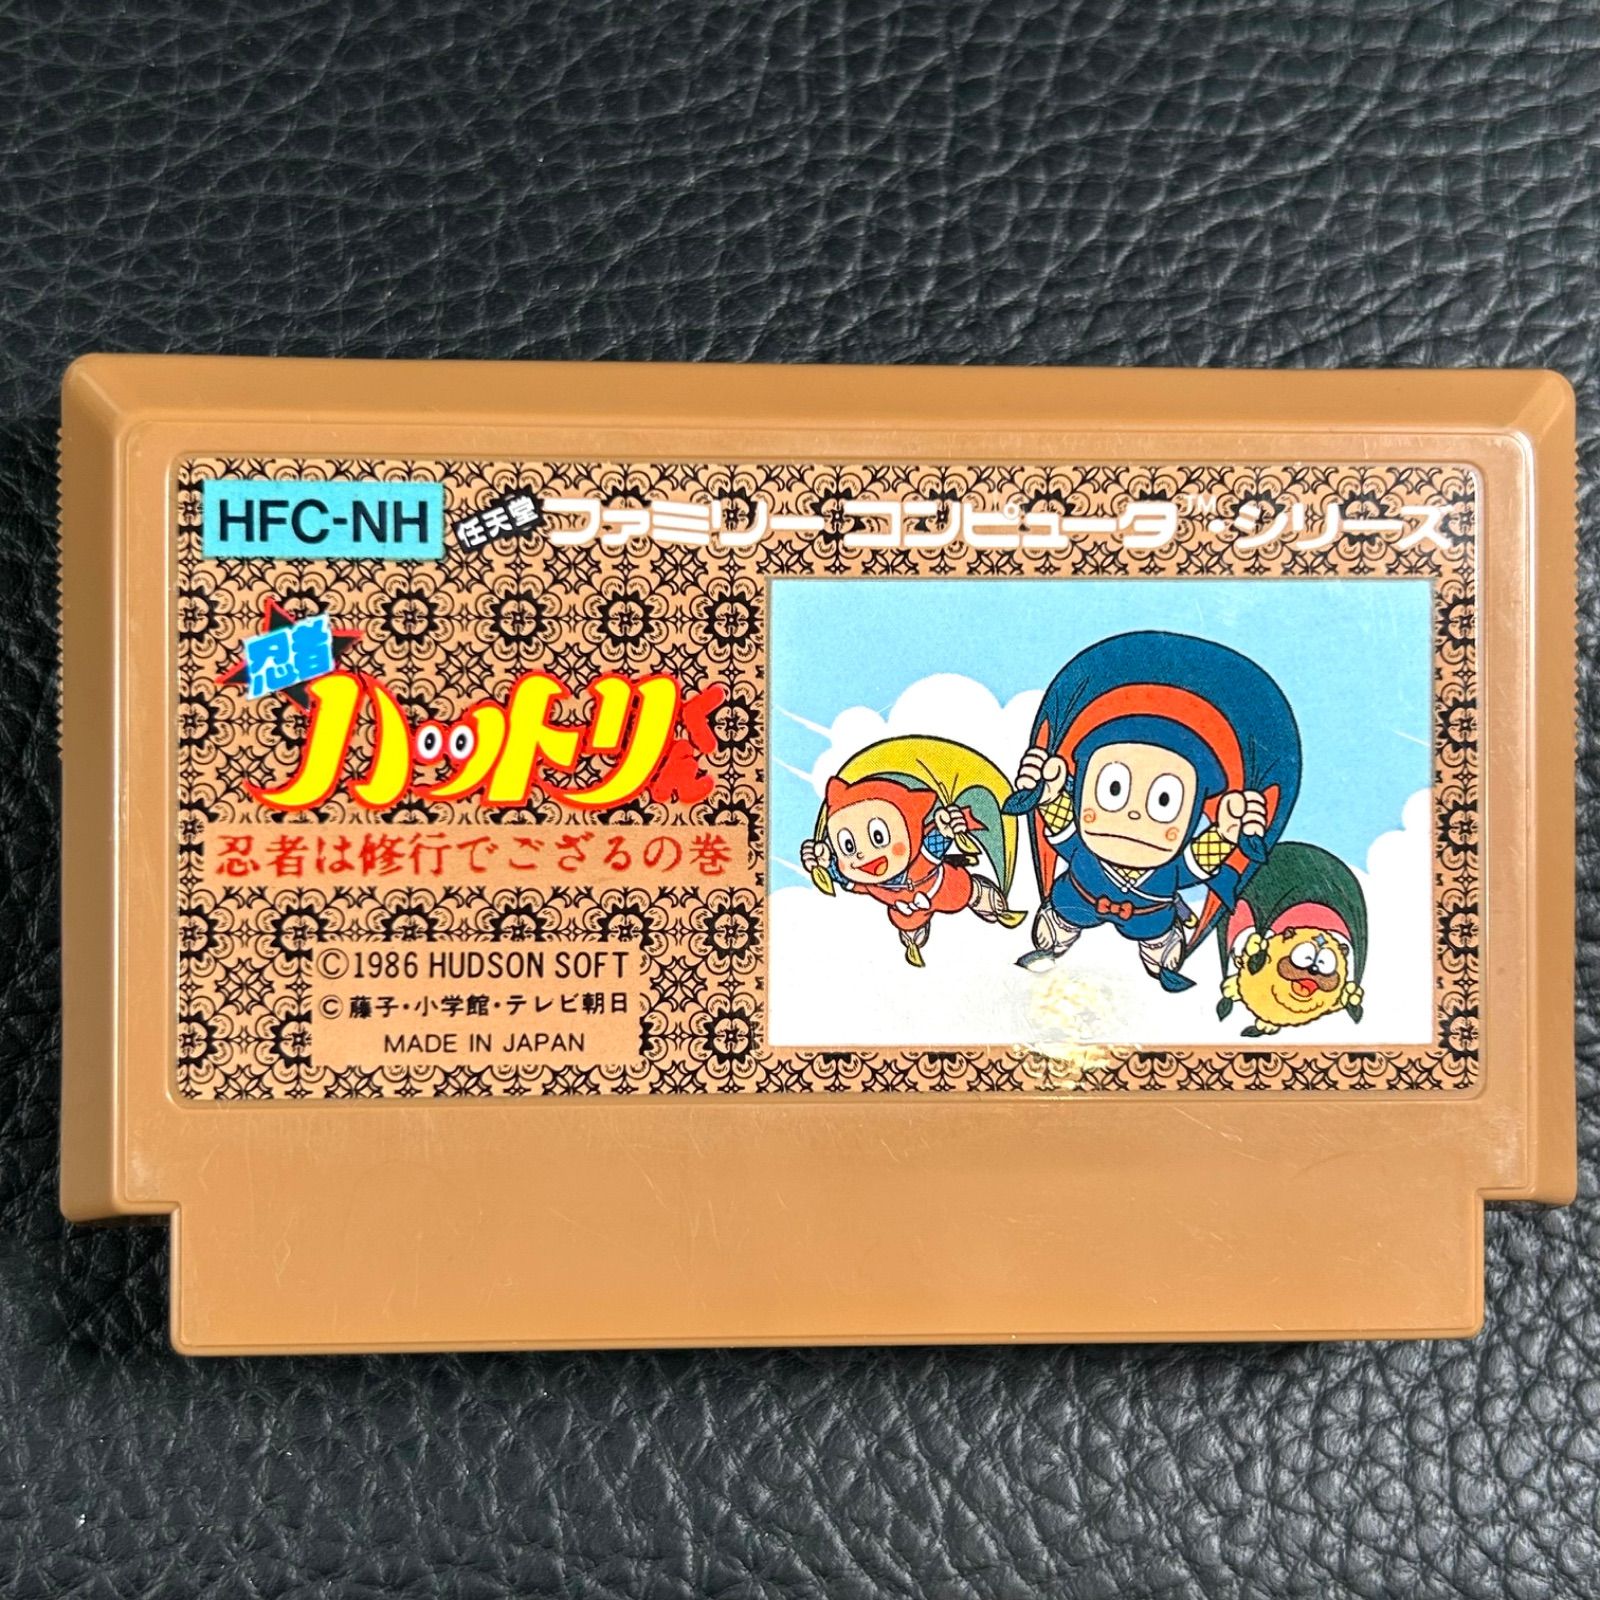 HFC-NH
任天堂 ファミリー コンピュータ™・シリーズ
忍者
ハットリくん
忍者は修行でござるの巻
©1986 HUDSON SOFT
©藤子・小学館・テレビ朝日
MADE IN JAPAN